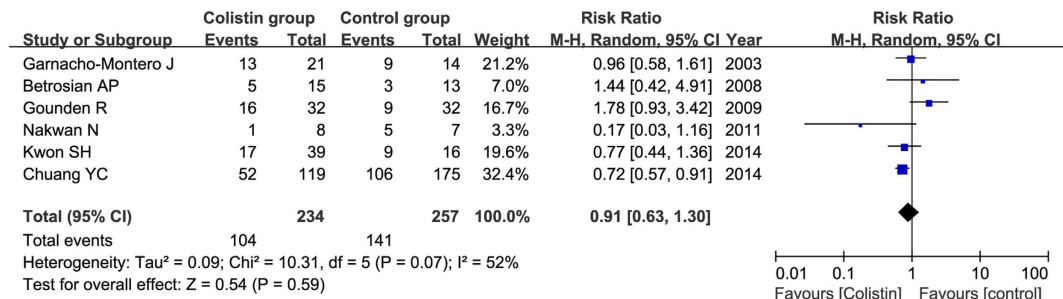 Colistin group Control group Risk Ratio Risk Ratio
Study or Subgroup Events Total Events Total Weight M-H, Random, 95% CI Year M-H, Random, 95% CI
Garnacho-Montero J 13 21 9 14 21.2% 0.96 [0.58, 1.61] 2003
Betrosian AP 5 15 3 13 7.0% 1.44 [0.42, 4.91] 2008
Gounden R 16 32 9 32 16.7% 1.78 [0.93, 3.42] 2009
Nakwan N 1 8 5 7 3.3% 0.17 [0.03, 1.16] 2011
Kwon SH 17 39 9 16 19.6% 0.77 [0.44, 1.36] 2014
Chuang YC 52 119 106 175 32.4% 0.72 [0.57, 0.91] 2014
Total (95% CI) 234 257 100.0% 0.91 [0.63, 1.30]
Total events 104 141
Heterogeneity: Tau² = 0.09; Chi² = 10.31, df = 5 (P = 0.07); I² = 52%
Test for overall effect: Z = 0.54 (P = 0.59)
0.01 0.1 1 10 100
Favours [Colistin] Favours [control]